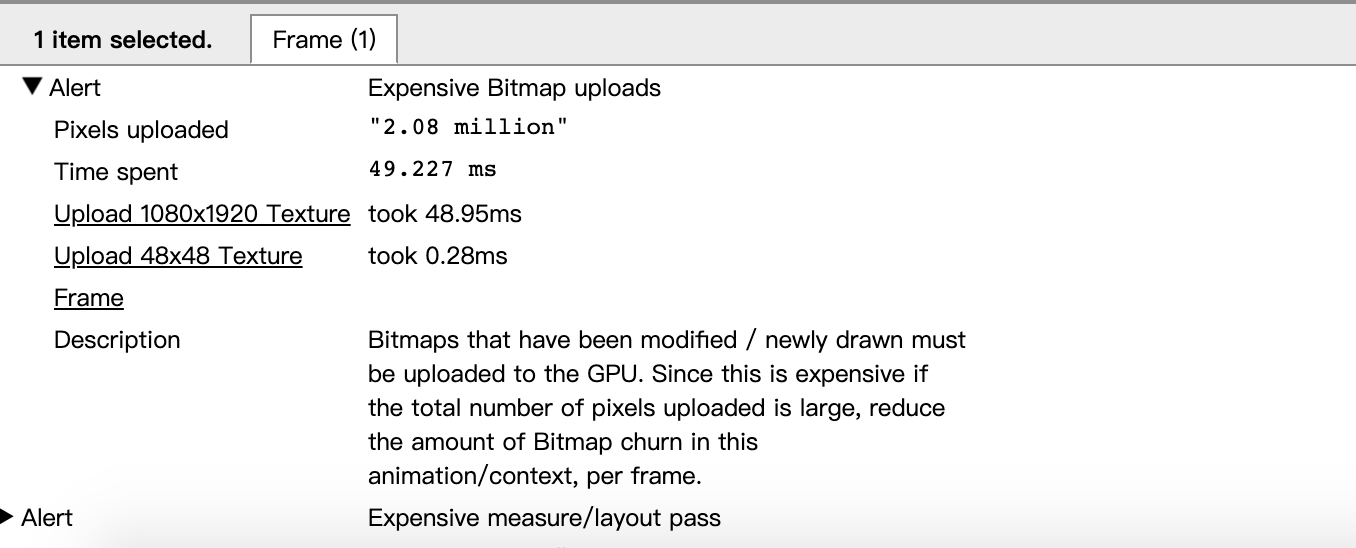 1 item selected. Frame (1)
▼ Alert Expensive Bitmap uploads
Pixels uploaded "2.08 million"
Time spent 49.227 ms
Upload 1080x1920 Texture took 48.95ms
Upload 48x48 Texture took 0.28ms
Frame
Description Bitmaps that have been modified / newly drawn must
be uploaded to the GPU. Since this is expensive if
the total number of pixels uploaded is large, reduce
the amount of Bitmap churn in this
animation/context, per frame.
▶ Alert Expensive measure/layout pass